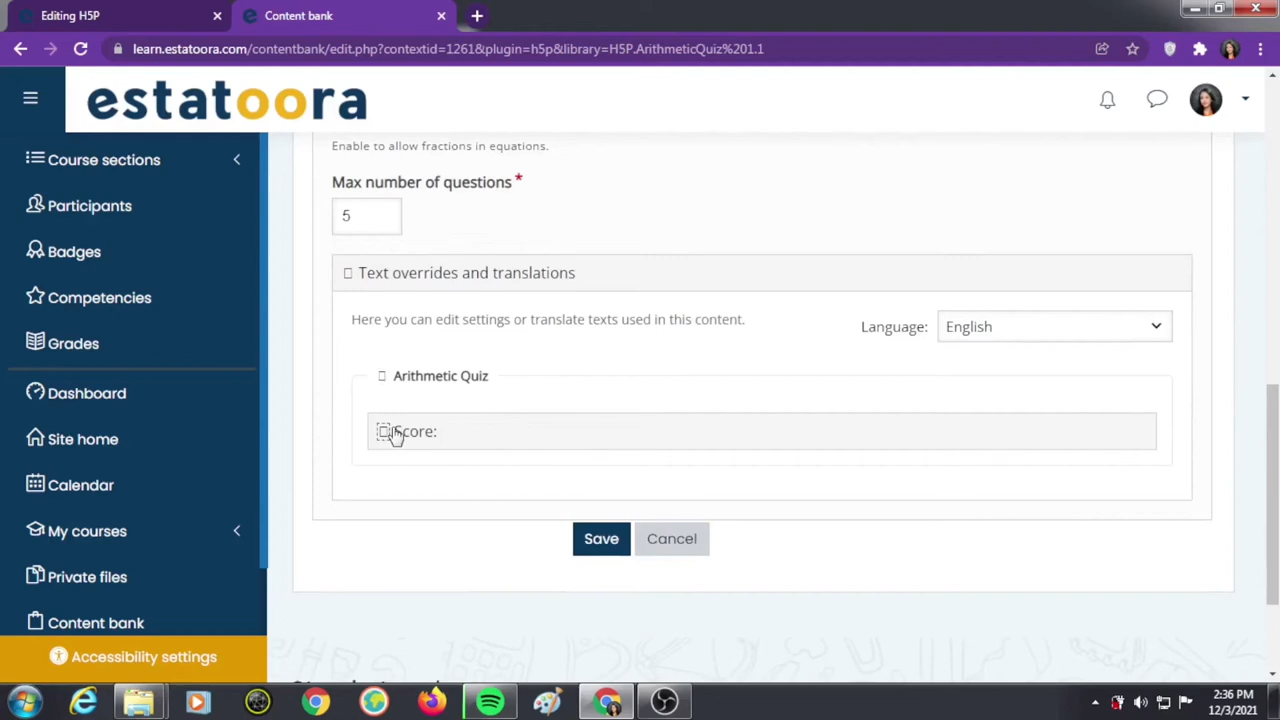 Editing H5P
Content bank
learn.estatoora.com/contentbank/edit.php?contextid=1261&plugin=h5p&library=H5P.ArithmeticQuiz%201.1
estatoora
Course sections
Participants
Badges
Competencies
Grades
Dashboard
Site home
Calendar
My courses
Private files
Content bank
Accessibility settings
Enable to allow fractions in equations.
Max number of questions *
5
Text overrides and translations
Here you can edit settings or translate texts used in this content.
Language: English
Arithmetic Quiz
Score:
Save Cancel
2:36 PM
12/3/2021